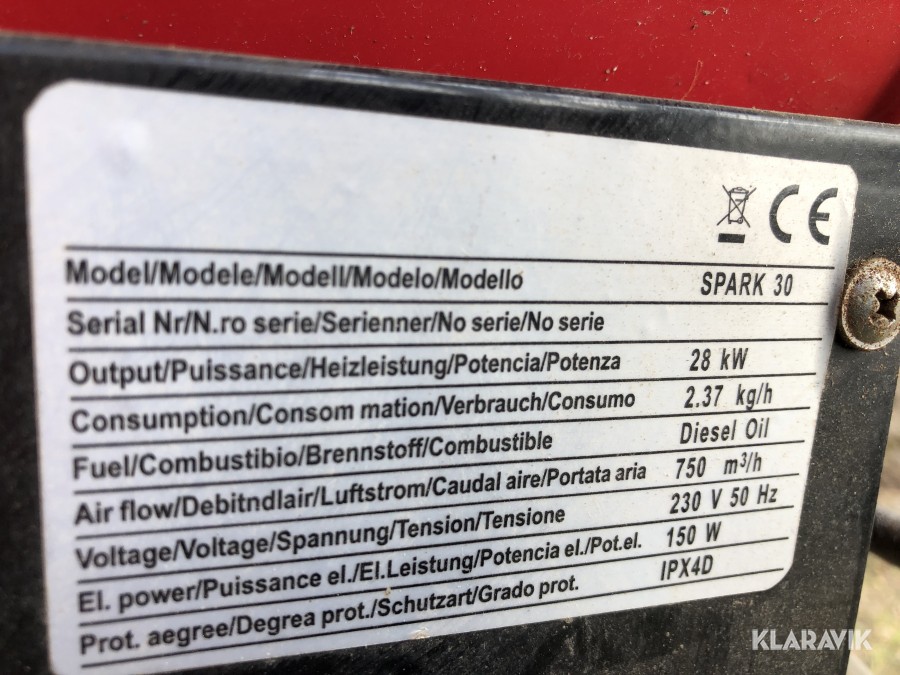 CE
Model/Modele/Modell/Modelo/Modello SPARK 30
Serial Nr/N.ro serie/Serienner/No serie/No serie
Output/Puissance/Heizleistung/Potencia/Potenza 28 kW
Consumption/Consom mation/Verbrauch/Consumo 2.37 kg/h
Fuel/Combustibio/Brennstoff/Combustible Diesel Oil
Air flow/Debitndlair/Luftstrom/Caudal aire/Portata aria 750 m³/h
Voltage/Voltage/Spannung/Tension/Tensione 230 V 50 Hz
El. power/Puissance el./El.Leistung/Potencia el./Pot.el. 150 W
Prot. aegree/Degrea prot./Schutzart/Grado prot. IPX4D
KLARAVIK